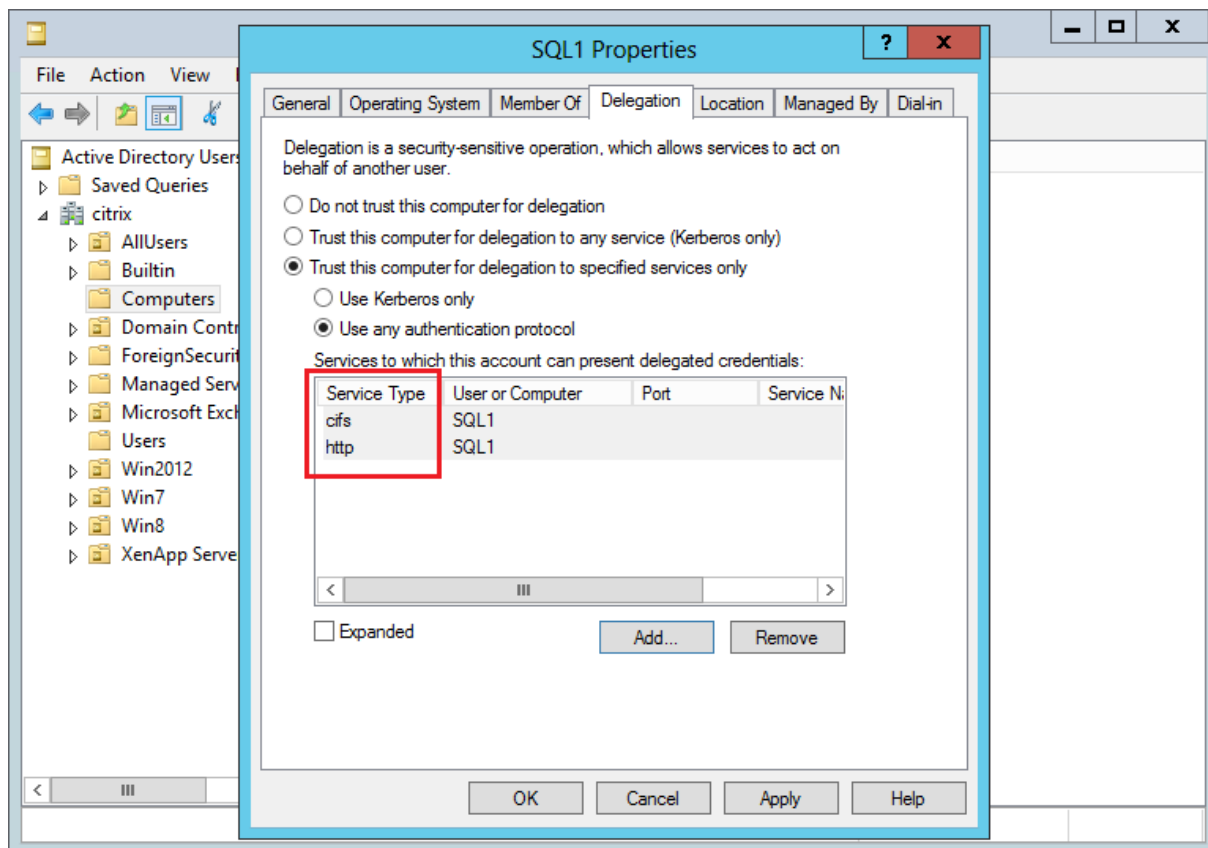 SQL1 Properties
? x
x
File Action View
General Operating System Member Of Delegation Location Managed By Dial-in
Delegation is a security-sensitive operation, which allows services to act on
behalf of another user.
Do not trust this computer for delegation
Trust this computer for delegation to any service (Kerberos only)
Trust this computer for delegation to specified services only
Use Kerberos only
Use any authentication protocol
Services to which this account can present delegated credentials:
Service Type User or Computer Port Service Na
cifs SQL1
http SQL1
Expanded
Add... Remove
OK Cancel Apply Help
Active Directory Users
Saved Queries
citrix
AllUsers
Builtin
Computers
Domain Contr
ForeignSecurit
Managed Serv
Microsoft Exch
Users
Win2012
Win7
Win8
XenApp Serve